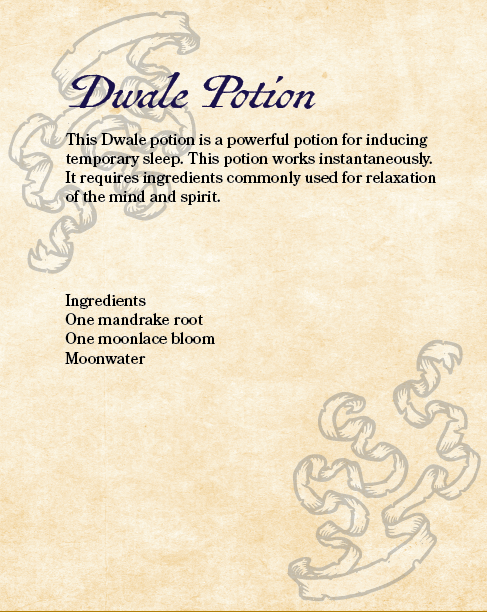 Dwale Potion
This Dwale potion is a powerful potion for inducing
temporary sleep. This potion works instantaneously.
It requires ingredients commonly used for relaxation
of the mind and spirit.
Ingredients
One mandrake root
One moonlace bloom
Moonwater